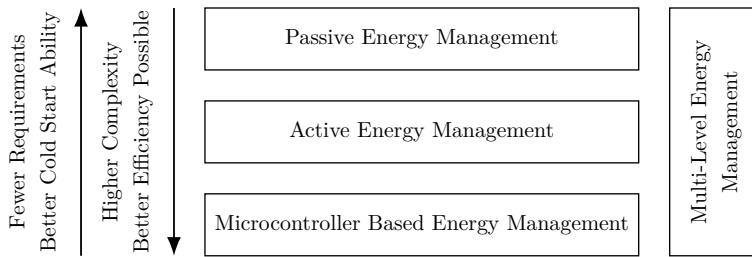 Fewer Requirements
Better Cold Start Ability
Higher Complexity
Better Efficiency Possible
Passive Energy Management
Active Energy Management
Microcontroller Based Energy Management
Multi-Level Energy
Management